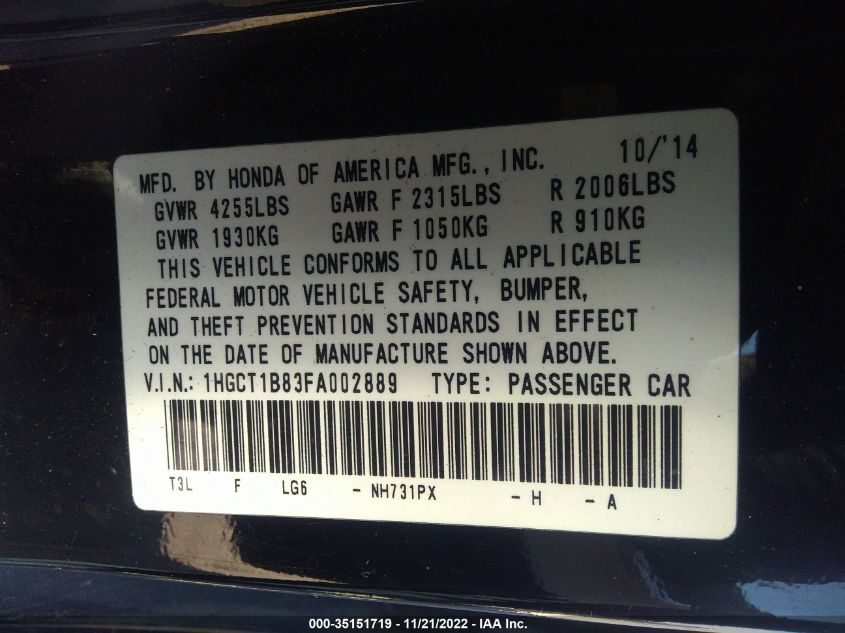 MFD. BY HONDA OF AMERICA MFG., INC. 10/'14
GVWR 4255LBS GAWR F 2315LBS R 2006LBS
GVWR 1930KG GAWR F 1050KG R 910KG
THIS VEHICLE CONFORMS TO ALL APPLICABLE
FEDERAL MOTOR VEHICLE SAFETY, BUMPER,
AND THEFT PREVENTION STANDARDS IN EFFECT
ON THE DATE OF MANUFACTURE SHOWN ABOVE.
V.I.N.: 1HGCT1B83FA002889 TYPE: PASSENGER CAR
T3L F LG6 - NH731PX - H - A
000-35151719 - 11/21/2022 - IAA Inc.